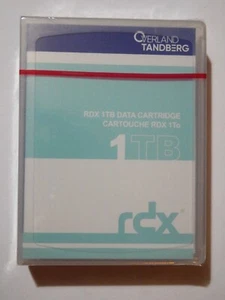 OVERLAND
TANDBERG
RDX 1TB DATA CARTRIDGE
CARTOUCHE RDX 1To
1TB
rdx